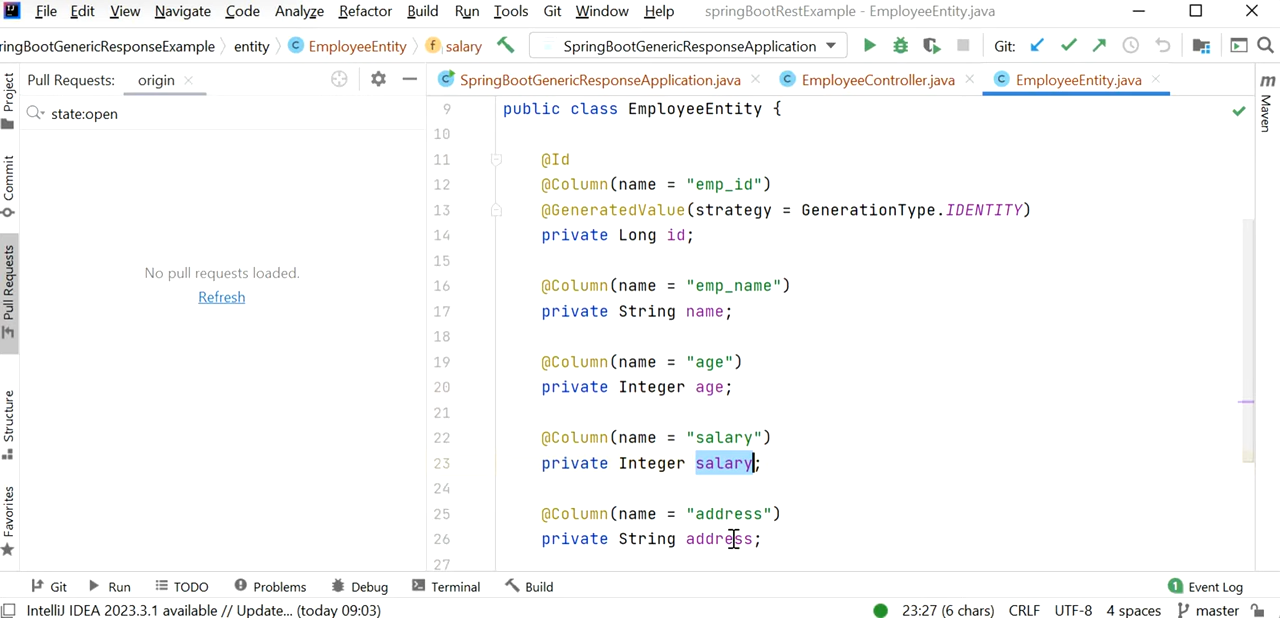 File Edit View Navigate Code Analyze Refactor Build Run Tools Git Window Help springBootRestExample - EmployeeEntity.java
ringBootGenericResponseExample entity EmployeeEntity salary SpringBootGenericResponseApplication Git:
Pull Requests: origin SpringBootGenericResponseApplication.java EmployeeController.java EmployeeEntity.java
state:open
No pull requests loaded.
Refresh
Project
Commit
Pull Requests
Structure
Favorites
Maven
9 public class EmployeeEntity {
10
11 @Id
12 @Column(name = "emp_id")
13 @GeneratedValue(strategy = GenerationType.IDENTITY)
14 private Long id;
15
16 @Column(name = "emp_name")
17 private String name;
18
19 @Column(name = "age")
20 private Integer age;
21
22 @Column(name = "salary")
23 private Integer salary;
24
25 @Column(name = "address")
26 private String address;
27
Git Run TODO Problems Debug Terminal Build 1 Event Log
IntelliJ IDEA 2023.3.1 available // Update... (today 09:03) 23:27 (6 chars) CRLF UTF-8 4 spaces master